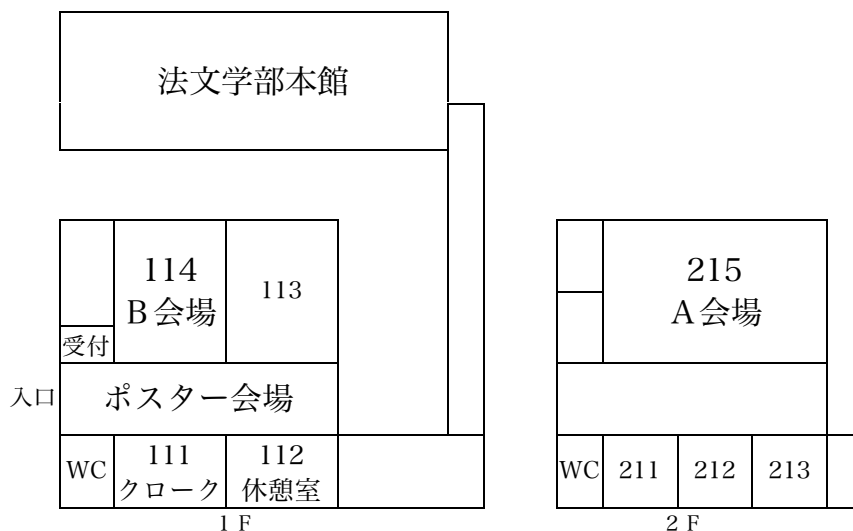 法文学部本館
114
B会場
113
215
A会場
受付
入口
ポスター会場
WC
111
クローク
112
休憩室
WC
211
212
213
1 F
2 F